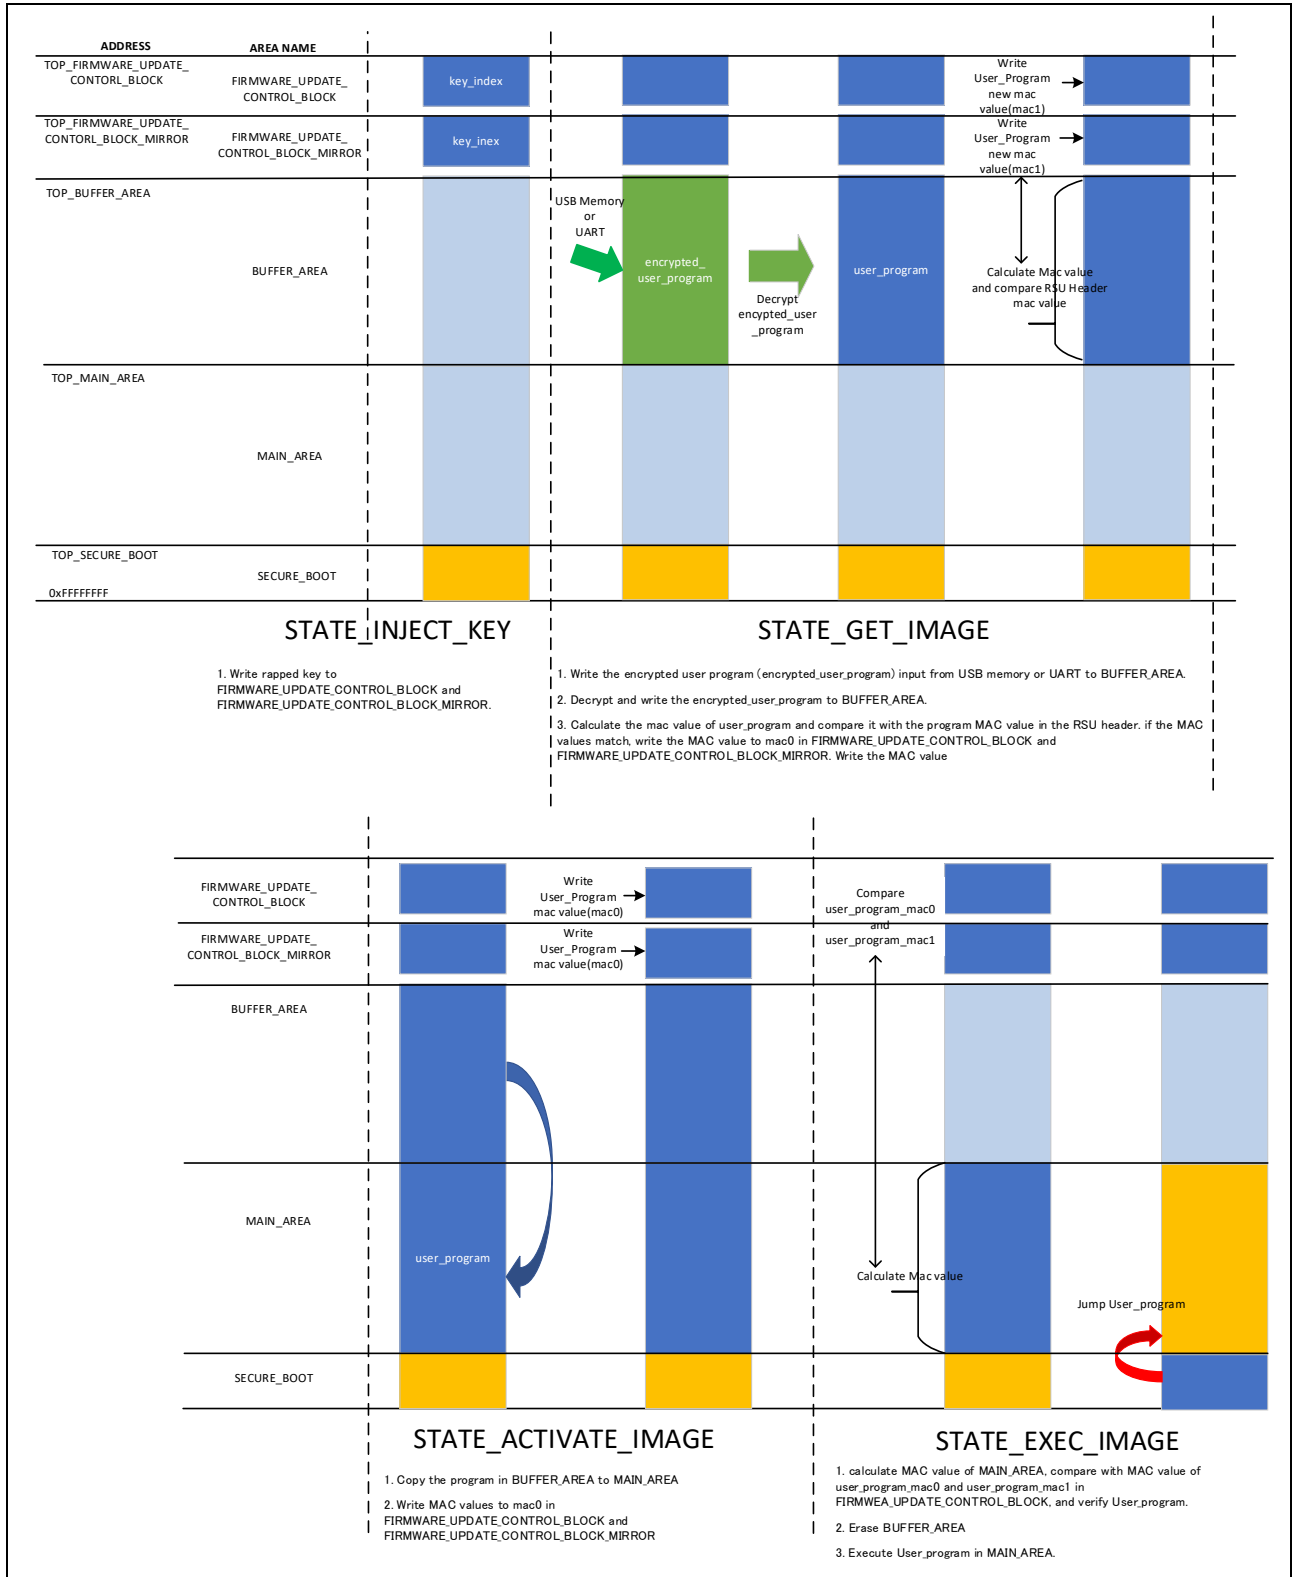 ADDRESS
AREA NAME
TOP_FIRMWARE_UPDATE_
CONTORL_BLOCK
FIRMWARE_UPDATE_
CONTROL_BLOCK
key_index
Write
User_Program
new mac
value(mac1)
TOP_FIRMWARE_UPDATE_
CONTORL_BLOCK_MIRROR
FIRMWARE_UPDATE_
CONTROL_BLOCK_MIRROR
key_inex
Write
User_Program
new mac
value(mac1)
TOP_BUFFER_AREA
BUFFER_AREA
USB Memory
or
UART
encrypted_
user_program
Decrypt
encypted_user
_program
user_program
Calculate Mac value
and compare RSU Header
mac value
TOP_MAIN_AREA
MAIN_AREA
TOP_SECURE_BOOT
SECURE_BOOT
0xFFFFFFFF
STATE_INJECT_KEY
1. Write rapped key to
FIRMWARE_UPDATE_CONTROL_BLOCK and
FIRMWARE_UPDATE_CONTROL_BLOCK_MIRROR.
STATE_GET_IMAGE
1. Write the encrypted user program (encrypted_user_program) input from USB memory or UART to BUFFER_AREA.
2. Decrypt and write the encrypted_user_program to BUFFER_AREA.
3. Calculate the mac value of user_program and compare it with the program MAC value in the RSU header. if the MAC
values match, write the MAC value to mac0 in FIRMWARE_UPDATE_CONTROL_BLOCK and
FIRMWARE_UPDATE_CONTROL_BLOCK_MIRROR. Write the MAC value
FIRMWARE_UPDATE_
CONTROL_BLOCK
Write
User_Program
mac value(mac0)
Compare
user_program_mac0
and
user_program_mac1
FIRMWARE_UPDATE_
CONTROL_BLOCK_MIRROR
Write
User_Program
mac value(mac0)
BUFFER_AREA
MAIN_AREA
user_program
Calculate Mac value
Jump User_program
SECURE_BOOT
STATE_ACTIVATE_IMAGE
1. Copy the program in BUFFER_AREA to MAIN_AREA
2. Write MAC values to mac0 in
FIRMWARE_UPDATE_CONTROL_BLOCK and
FIRMWARE_UPDATE_CONTROL_BLOCK_MIRROR
STATE_EXEC_IMAGE
1. calculate MAC value of MAIN_AREA, compare with MAC value of
user_program_mac0 and user_program_mac1 in
FIRMWEA_UPDATE_CONTROL_BLOCK, and verify User_program.
2. Erase BUFFER_AREA
3. Execute User_program in MAIN_AREA.